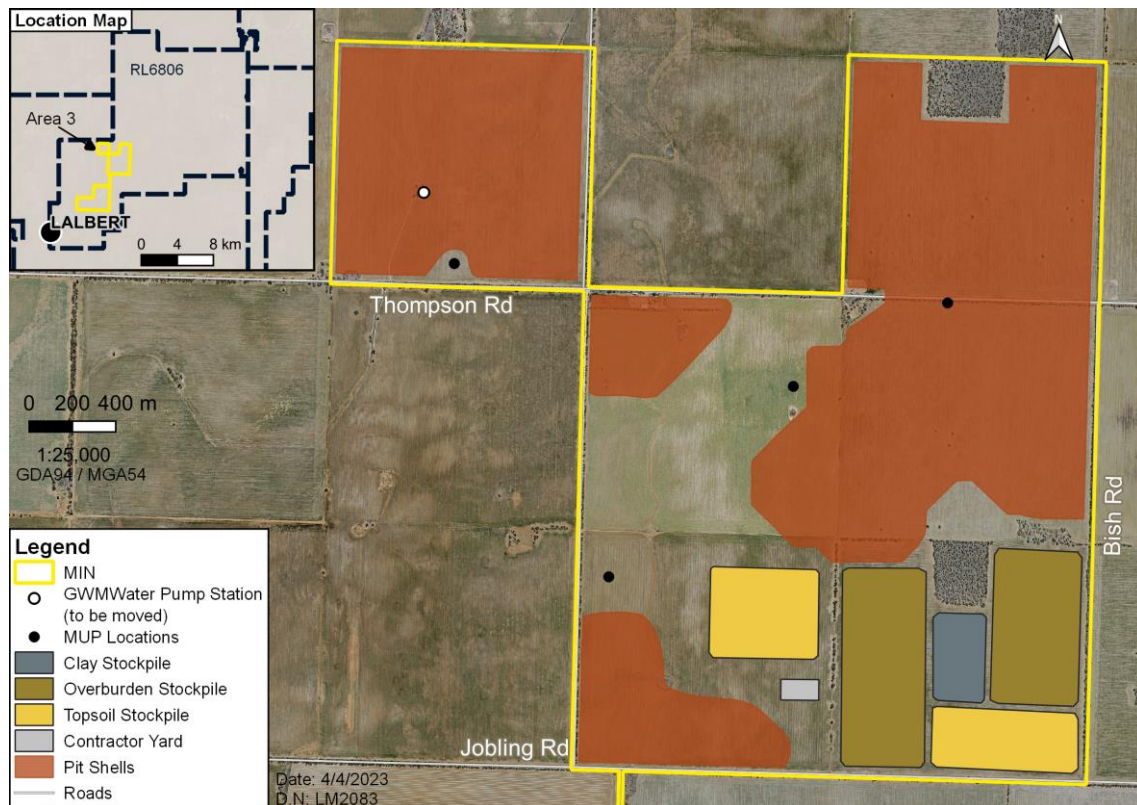 Location Map
RL6806
Area 3
LALBERT
0 4 8 km
N
Thompson Rd
0 200 400 m
1:25,000
GDA94 / MGA54
Bish Rd
Legend
MIN
GWMWater Pump Station
(to be moved)
MUP Locations
Clay Stockpile
Overburden Stockpile
Topsoil Stockpile
Contractor Yard
Pit Shells
Roads
Jobling Rd
Date: 4/4/2023
D.N: LM2083